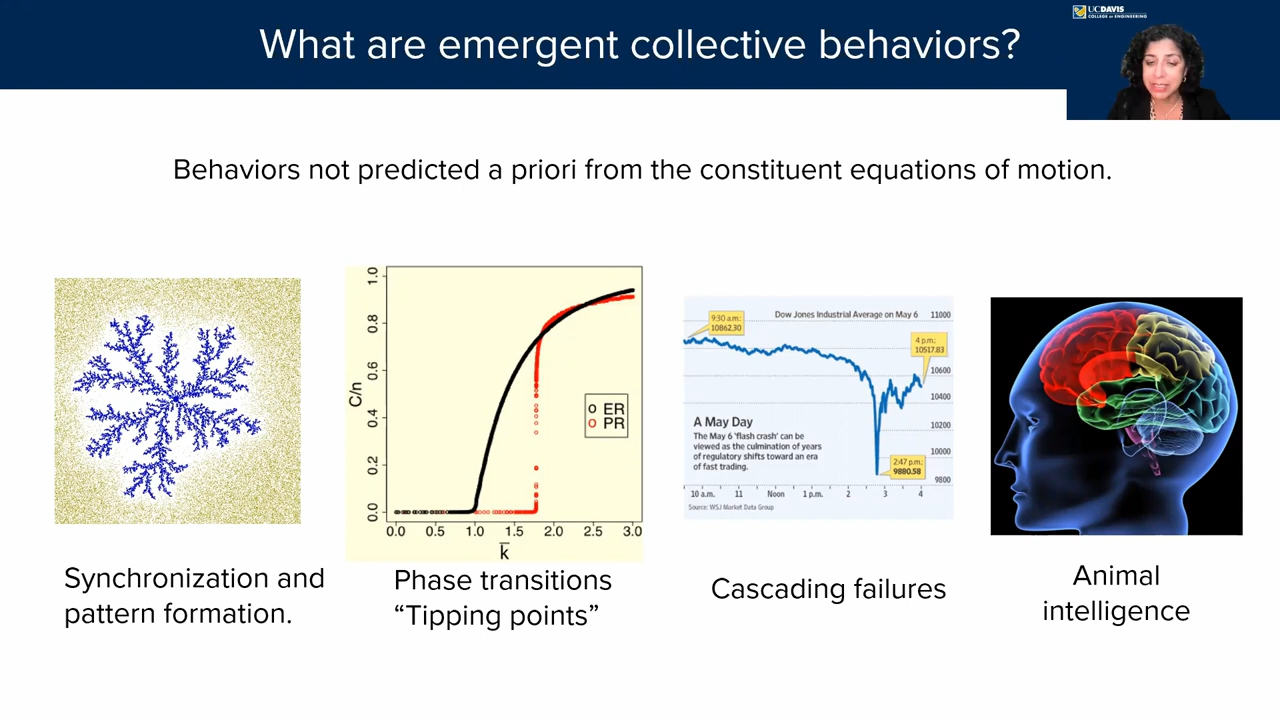 UCDAVIS
COLLEGE OF ENGINEERING
What are emergent collective behaviors?
Behaviors not predicted a priori from the constituent equations of motion.
Synchronization and
pattern formation.
1.0
0.8
0.6
0.4
0.2
0.0
C/n
o ER
o PR
0.0 0.5 1.0 1.5 2.0 2.5 3.0
k̅
Phase transitions
“Tipping points”
Dow Jones Industrial Average on May 6
9:30 a.m:
10862.30
4 p.m:
10517.83
11000
10600
10400
10200
10000
9800
A May Day
The May 6 'flash crash' can be
viewed as the culmination of years
of regulatory shifts toward an era
of fast trading.
2:47 p.m:
9880.58
10 a.m. 11 Noon 1 p.m. 2 3 4
Source: WSJ Market Data Group
Cascading failures
Animal
intelligence